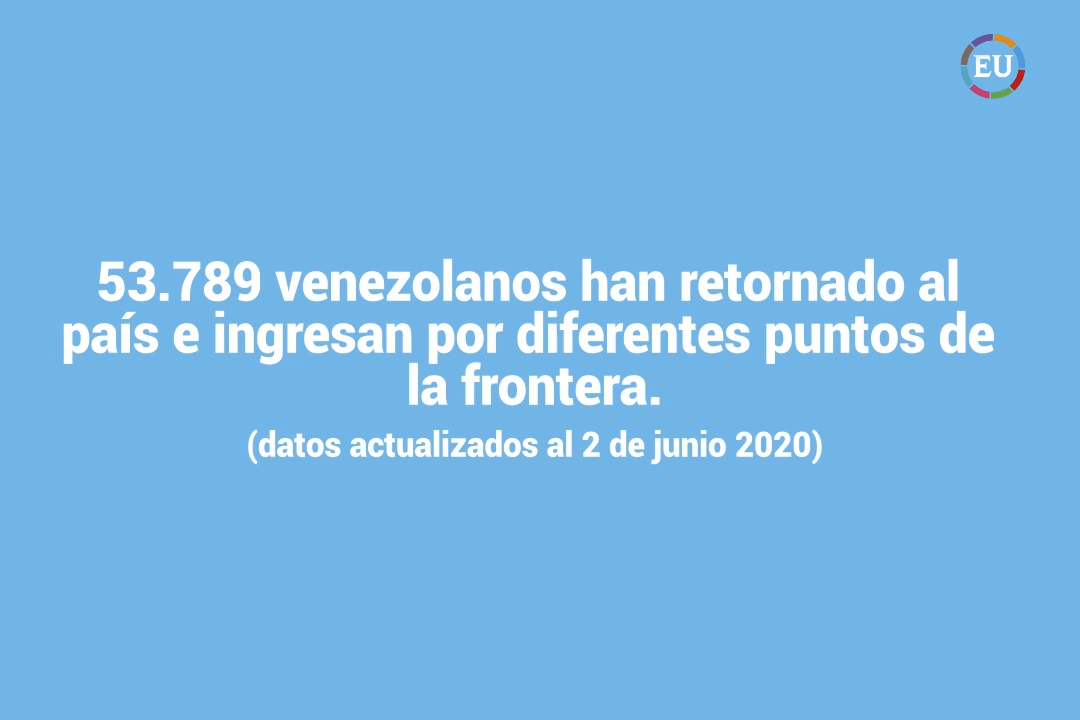 EU
53.789 venezolanos han retornado al
país e ingresan por diferentes puntos de
la frontera.
(datos actualizados al 2 de junio 2020)